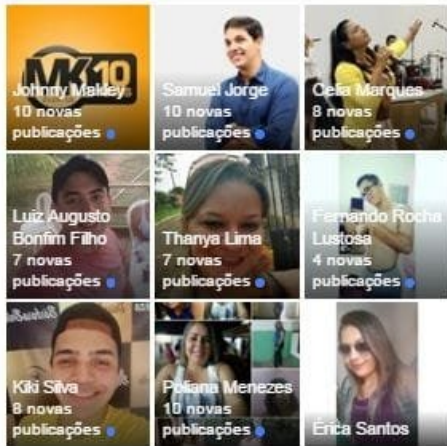 MK10
Johnny Makley
10 novas
publicações
Samuel Jorge
10 novas
publicações
Celia Marques
8 novas
publicações
Luiz Augusto
Bonfim Filho
7 novas
publicações
Thanya Lima
7 novas
publicações
Fernando Rocha
Lustosa
4 novas
publicações
Kiki Silva
8 novas
publicações
Poliana Menezes
10 novas
publicações
Érica Santos